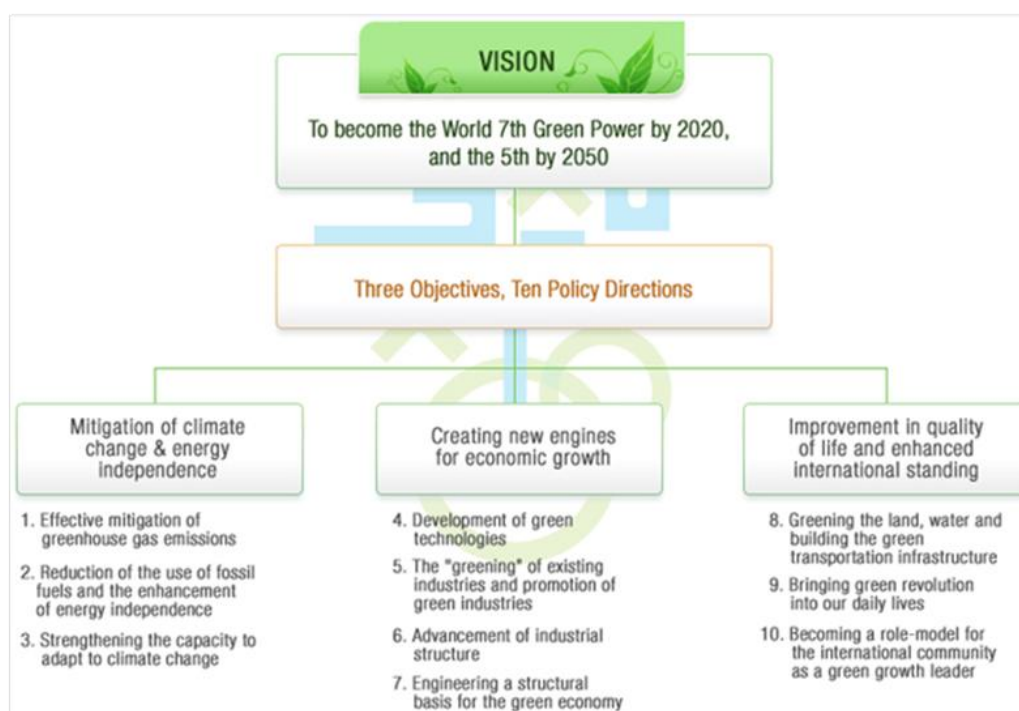 VISION
To become the World 7th Green Power by 2020,
and the 5th by 2050
Three Objectives, Ten Policy Directions
Mitigation of climate
change & energy
independence
1. Effective mitigation of
greenhouse gas emissions
2. Reduction of the use of fossil
fuels and the enhancement
of energy independence
3. Strengthening the capacity to
adapt to climate change
Creating new engines
for economic growth
4. Development of green
technologies
5. The "greening" of existing
industries and promotion of
green industries
6. Advancement of industrial
structure
7. Engineering a structural
basis for the green economy
Improvement in quality
of life and enhanced
international standing
8. Greening the land, water and
building the green
transportation infrastructure
9. Bringing green revolution
into our daily lives
10. Becoming a role-model for
the international community
as a green growth leader